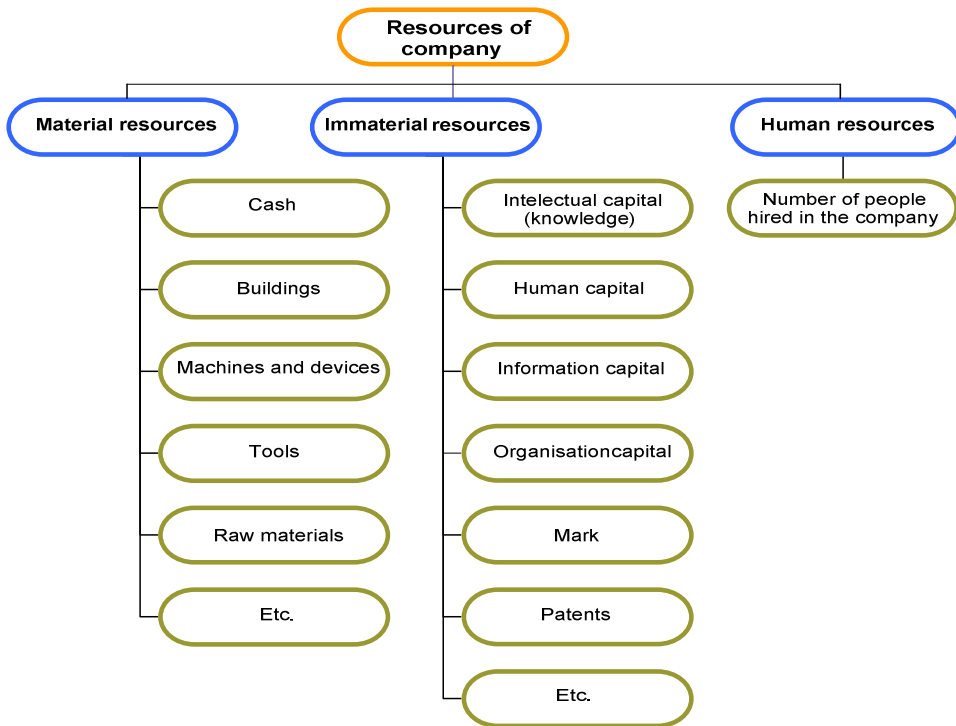 Resources of
company
Material resources
Immaterial resources
Human resources
Cash
Buildings
Machines and devices
Tools
Raw materials
Etc.
Intelectual capital
(knowledge)
Human capital
Information capital
Organisationcapital
Mark
Patents
Etc.
Number of people
hired in the company